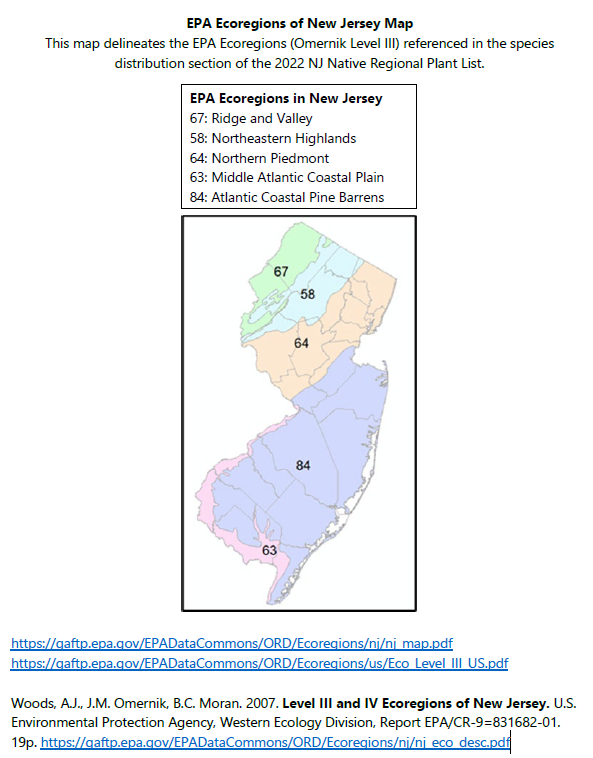 EPA Ecoregions of New Jersey Map
This map delineates the EPA Ecoregions (Omernik Level III) referenced in the species
distribution section of the 2022 NJ Native Regional Plant List.
EPA Ecoregions in New Jersey
67: Ridge and Valley
58: Northeastern Highlands
64: Northern Piedmont
63: Middle Atlantic Coastal Plain
84: Atlantic Coastal Pine Barrens
67
58
64
84
63
https://gaftp.epa.gov/EPADataCommons/ORD/Ecoregions/nj/nj_map.pdf
https://gaftp.epa.gov/EPADataCommons/ORD/Ecoregions/us/Eco_Level_III_US.pdf
Woods, A.J., J.M. Omernik, B.C. Moran. 2007. Level III and IV Ecoregions of New Jersey. U.S.
Environmental Protection Agency, Western Ecology Division, Report EPA/CR-9=831682-01.
19p. https://gaftp.epa.gov/EPADataCommons/ORD/Ecoregions/nj/nj_eco_desc.pdf